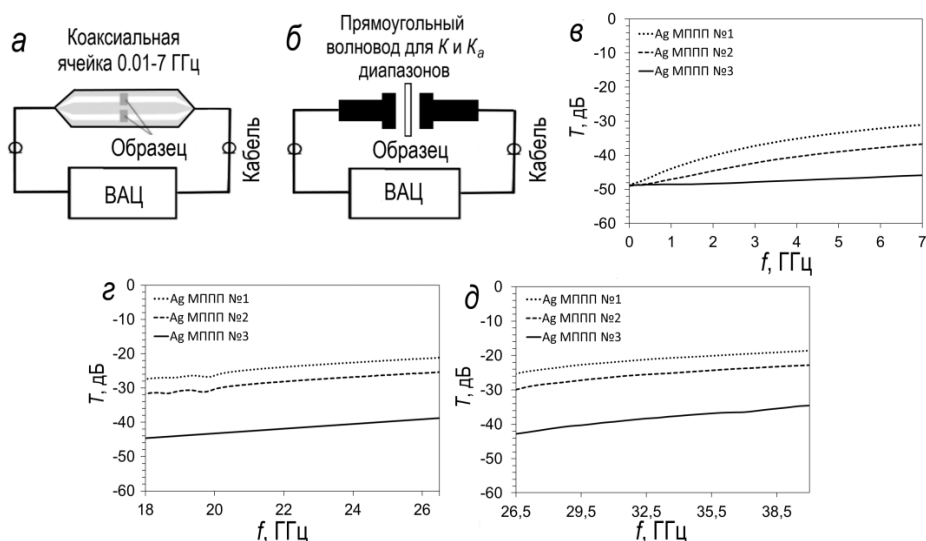 а
Коаксиальная
ячейка 0.01-7 ГГц
Образец
ВАЦ
Кабель
б
Прямоугольный
волновод для K и Kа
диапазонов
Образец
ВАЦ
Кабель
в
0
-10
-20
-30
-40
-50
-60
T, дБ
Ag МППП №1
Ag МППП №2
Ag МППП №3
0 1 2 3 4 5 6 7
f, ГГц
г
0
-10
-20
-30
-40
-50
-60
T, дБ
Ag МППП №1
Ag МППП №2
Ag МППП №3
18 20 22 24 26
f, ГГц
д
0
-10
-20
-30
-40
-50
-60
T, дБ
Ag МППП №1
Ag МППП №2
Ag МППП №3
26,5 29,5 32,5 35,5 38,5
f, ГГц